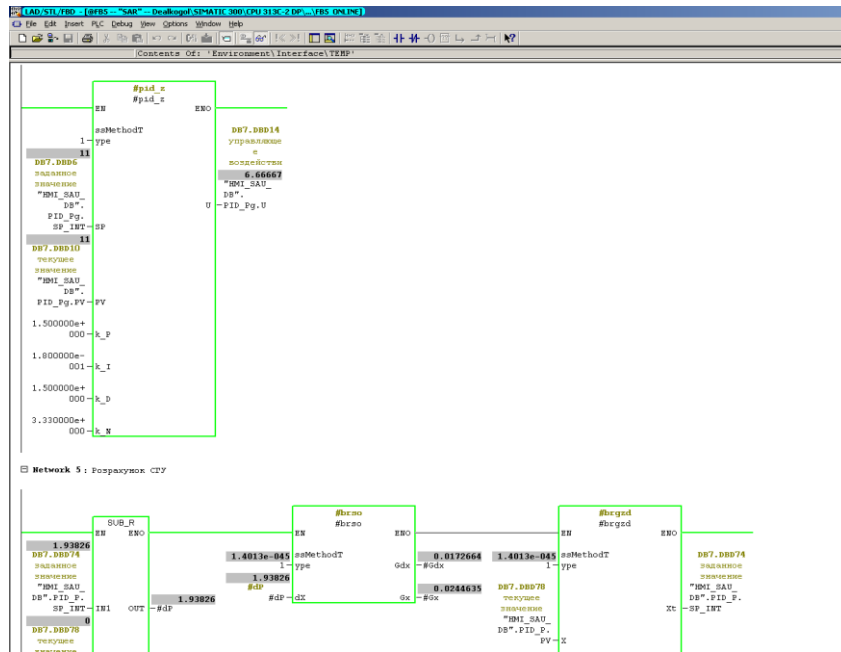 LAD/STL/FBD - [@FB5 -- "SAR" -- Dealkogol\SIMATIC 300\CPU 313C-2 DP\...\FB5 ONLINE]
File Edit Insert PLC Debug View Options Window Help
Contents Of: 'Environment\Interface\TEMP'
#pid_z
#pid_z
EN ENO
ssMethodT
1 ype
11
DB7.DBD6
заданное
значение
"HMI_SAU_
DB".
PID_Pg.
SP_INT SP
11
DB7.DBD10
текущее
значение
"HMI_SAU_
DB".
PID_Pg.PV PV
1.500000e+
000 k_P
1.800000e-
001 k_I
1.500000e+
000 k_D
3.330000e+
000 k_N
DB7.DBD14
управляюще
е
воздействи
6.66667
"HMI_SAU_
DB".
U PID_Pg.U
Network 5: Розрахунок СГУ
SUB_R
EN ENO
1.93826
DB7.DBD74
заданное
значение
"HMI_SAU_
DB".PID_P.
SP_INT IN1
0
DB7.DBD78
текущее
значение
1.93826
OUT #dP
#brso
#brso
EN ENO
1.4013e-045 ssMethodT
1 ype
1.93826
#dP
#dP dX
0.0172664
Gdx #Gdx
0.0244635
Gx #Gx
#brgzd
#brgzd
EN ENO
1.4013e-045 ssMethodT
1 ype
DB7.DBD78
текущее
значение
"HMI_SAU_
DB".PID_P.
PV X
DB7.DBD74
заданное
значение
"HMI_SAU_
DB".PID_P.
Xt SP_INT